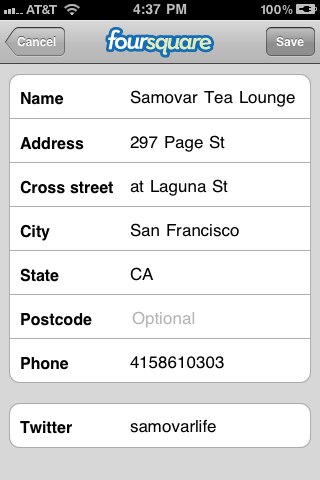 AT&T 4:37 PM 100%
Cancel foursquare Save
Name Samovar Tea Lounge
Address 297 Page St
Cross street at Laguna St
City San Francisco
State CA
Postcode Optional
Phone 4158610303
Twitter samovarlife